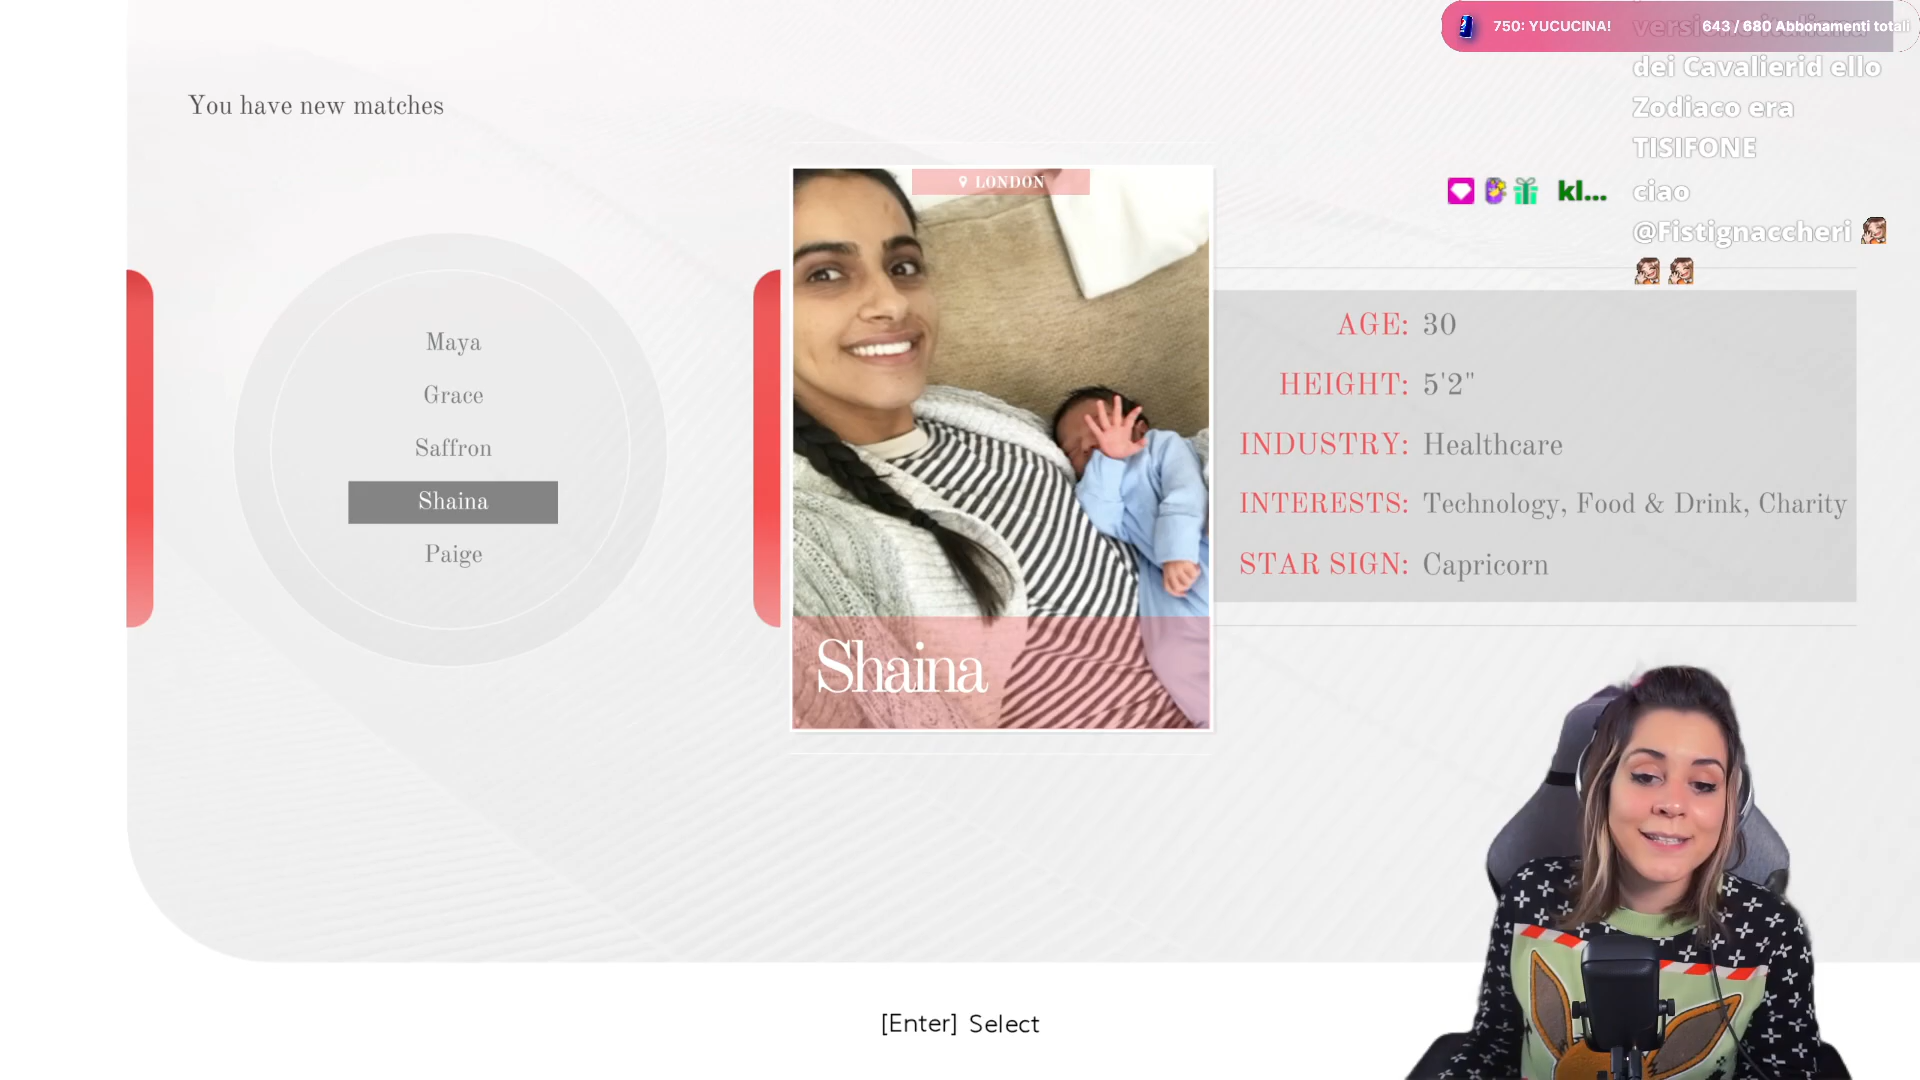 750: YUCUCINA!
643 / 680 Abbonamenti totali
versione italiana
dei Cavalierid ello
Zodiaco era
TISIFONE
kl...
ciao
@Fistignaccheri
You have new matches
Maya
Grace
Saffron
Shaina
Paige
LONDON
Shaina
AGE: 30
HEIGHT: 5'2"
INDUSTRY: Healthcare
INTERESTS: Technology, Food & Drink, Charity
STAR SIGN: Capricorn
[Enter] Select